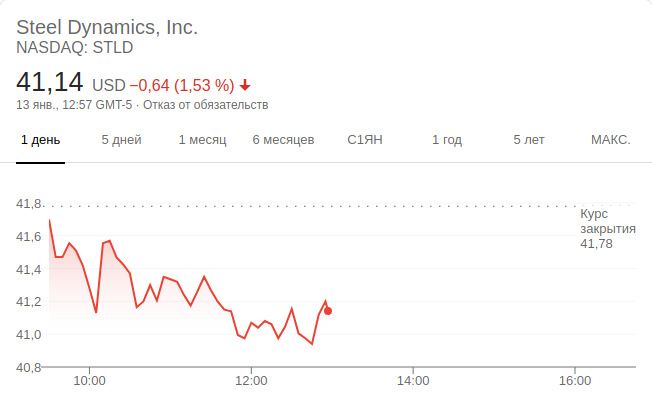 Steel Dynamics, Inc.
NASDAQ: STLD
41,14 USD −0,64 (1,53 %)
13 янв., 12:57 GMT-5 · Отказ от обязательств
1 день 5 дней 1 месяц 6 месяцев С1ЯН 1 год 5 лет МАКС.
41,8
Курс
закрытия
41,78
41,6
41,4
41,2
41,0
40,8
10:00 12:00 14:00 16:00